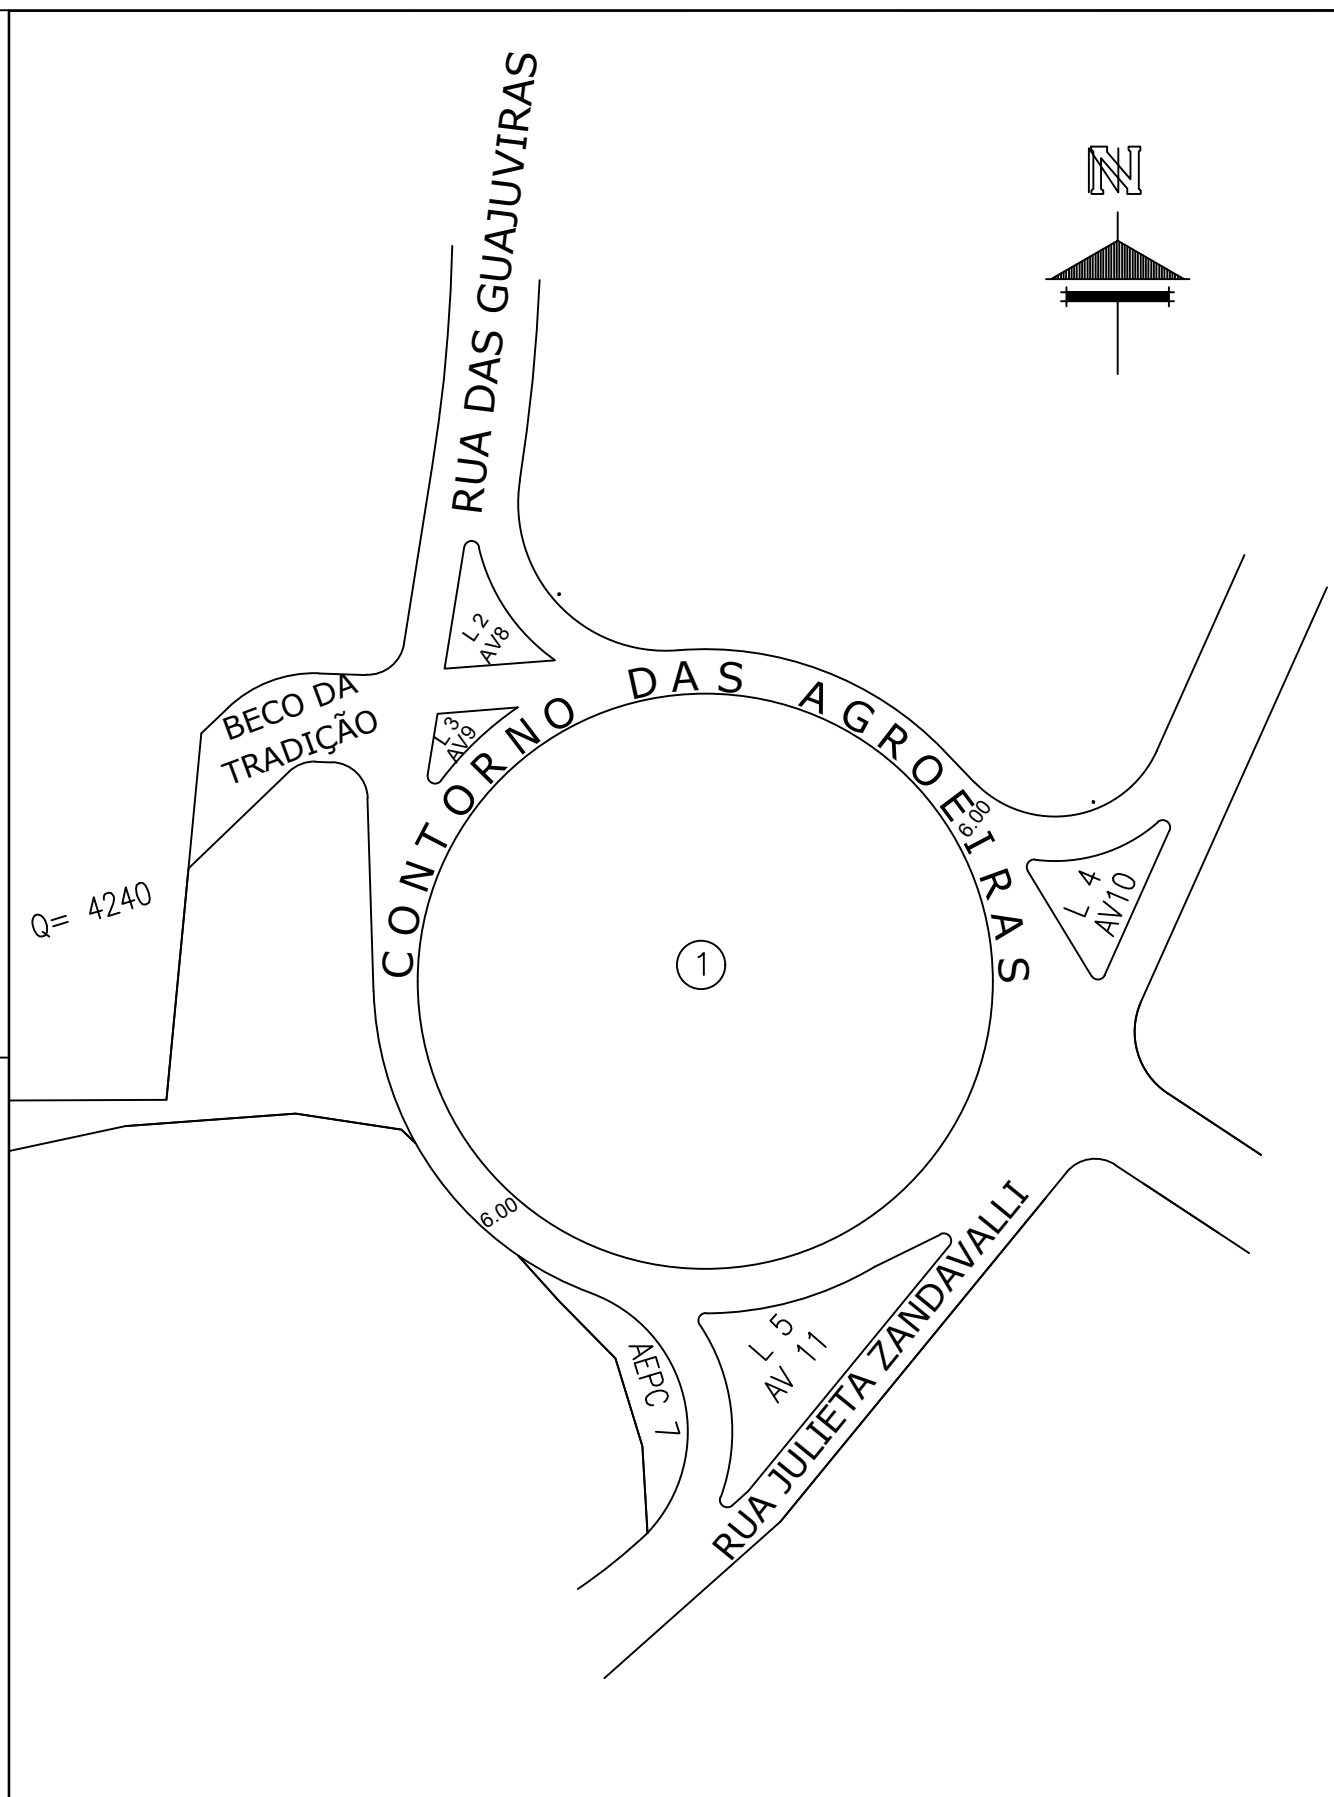 RUA DAS GUAJUVIRAS
N
L 2
AV8
BECO DA
TRADIÇÃO
L 3
AV9
CONTORNO DAS AGROEIRAS
6.00
L 4
AV10
Q= 4240
1
6.00
L 5
AV 11
AEPC 7
RUA JULIETA ZANDAVALLI